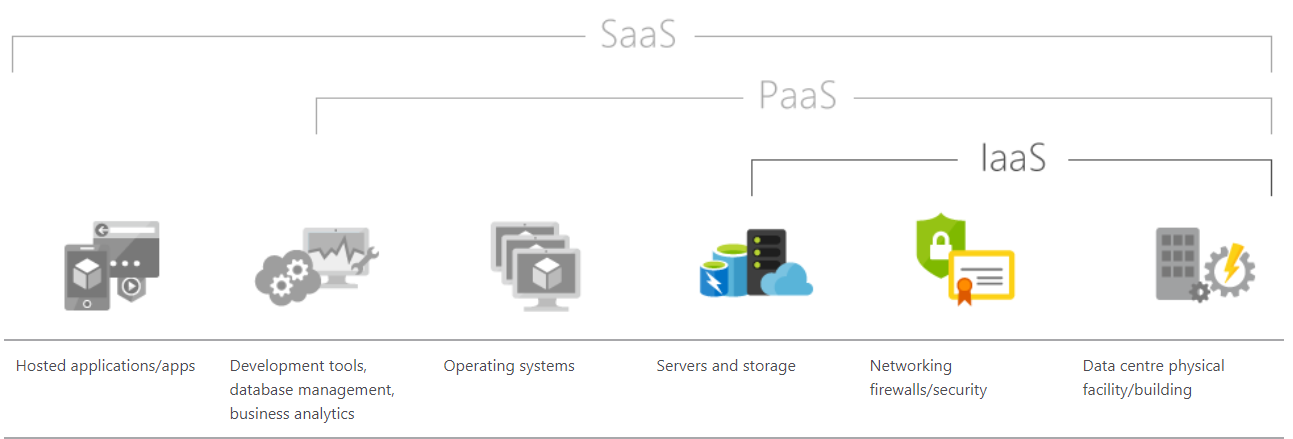 SaaS
PaaS
IaaS
Hosted applications/apps
Development tools,
database management,
business analytics
Operating systems
Servers and storage
Networking
firewalls/security
Data centre physical
facility/building